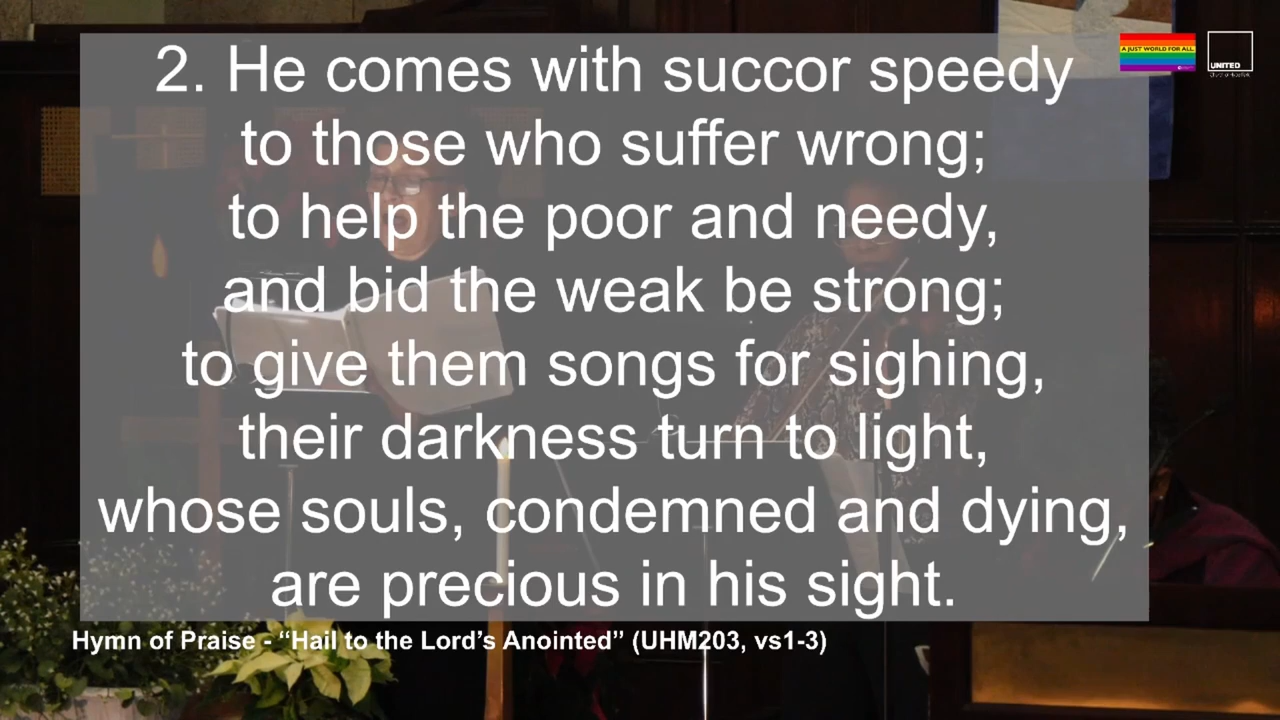 2. He comes with succor speedy
to those who suffer wrong;
to help the poor and needy,
and bid the weak be strong;
to give them songs for sighing,
their darkness turn to light,
whose souls, condemned and dying,
are precious in his sight.
Hymn of Praise - “Hail to the Lord’s Anointed” (UHM203, vs1-3)
A JUST WORLD FOR ALL
UNITED